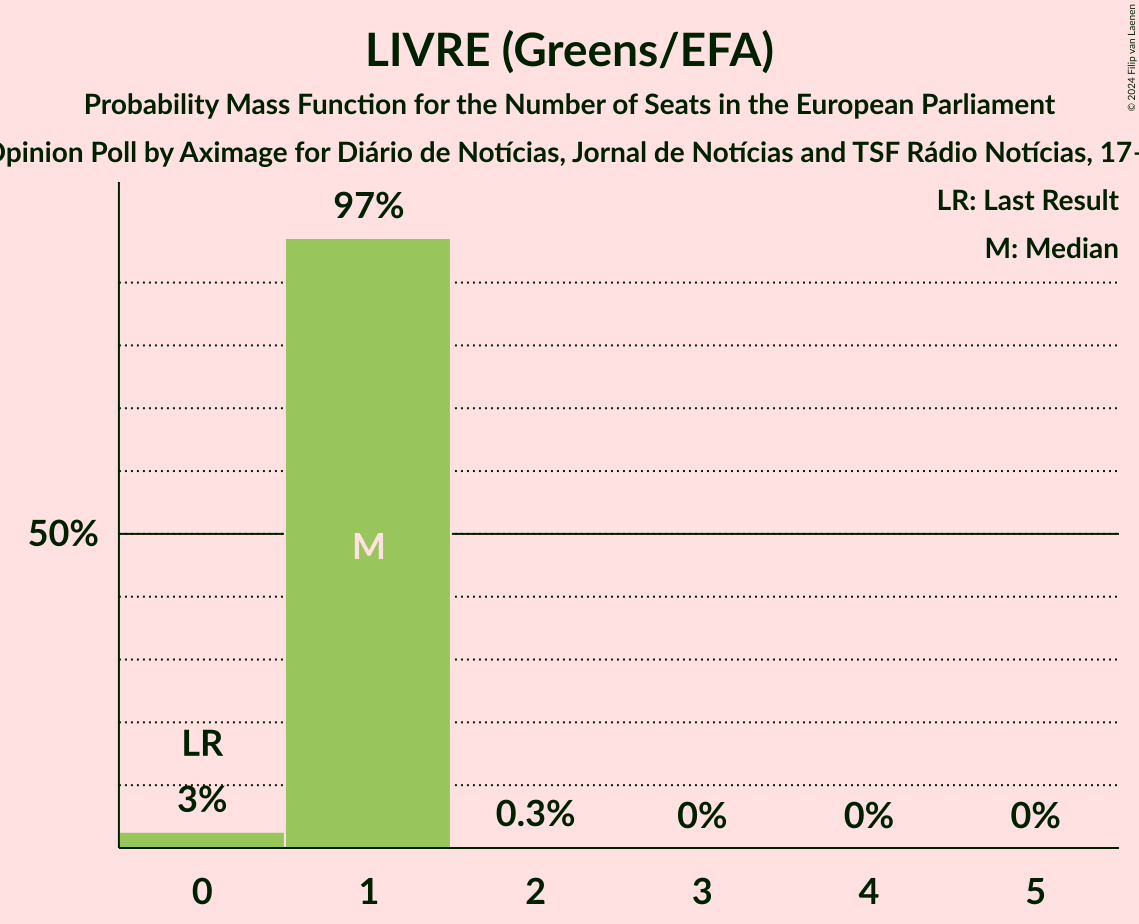 LIVRE (Greens/EFA)
Probability Mass Function for the Number of Seats in the European Parliament
Opinion Poll by Aximage for Diário de Notícias, Jornal de Notícias and TSF Rádio Notícias, 17-
© 2024 Filip van Laenen
LR: Last Result
M: Median
97%
50%
M
LR
3%
0.3%
0%
0%
0%
0
1
2
3
4
5